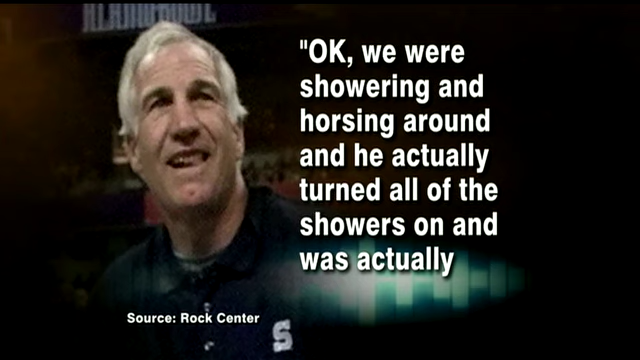 ALAMOBOWL
"OK, we were
showering and
horsing around
and he actually
turned all of the
showers on and
was actually
Source: Rock Center
S